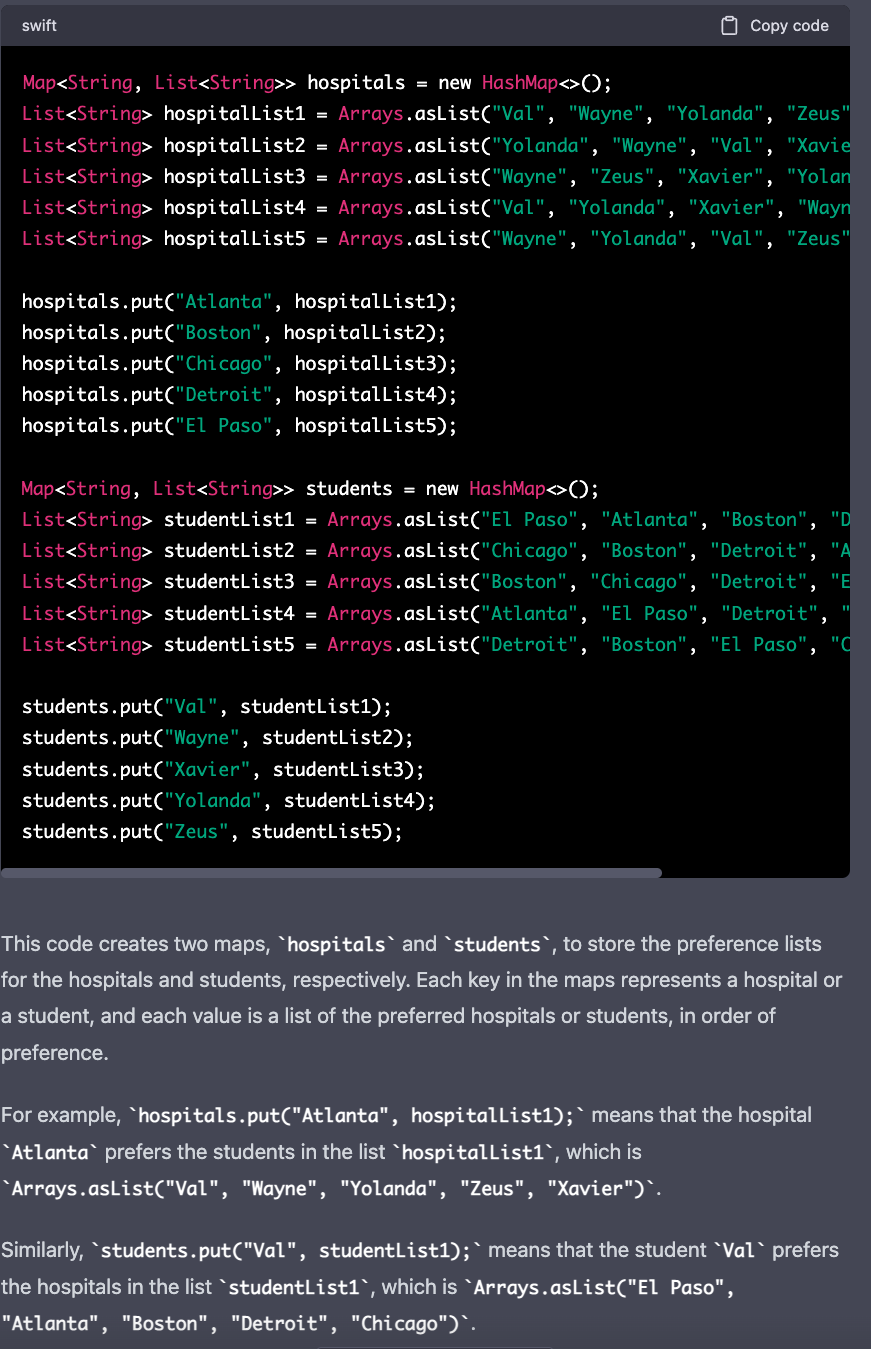 swift
Copy code
Map<String, List<String>> hospitals = new HashMap<>();
List<String> hospitalList1 = Arrays.asList("Val", "Wayne", "Yolanda", "Zeus"
List<String> hospitalList2 = Arrays.asList("Yolanda", "Wayne", "Val", "Xavie
List<String> hospitalList3 = Arrays.asList("Wayne", "Zeus", "Xavier", "Yolan
List<String> hospitalList4 = Arrays.asList("Val", "Yolanda", "Xavier", "Wayn
List<String> hospitalList5 = Arrays.asList("Wayne", "Yolanda", "Val", "Zeus"
hospitals.put("Atlanta", hospitalList1);
hospitals.put("Boston", hospitalList2);
hospitals.put("Chicago", hospitalList3);
hospitals.put("Detroit", hospitalList4);
hospitals.put("El Paso", hospitalList5);
Map<String, List<String>> students = new HashMap<>();
List<String> studentList1 = Arrays.asList("El Paso", "Atlanta", "Boston", "D
List<String> studentList2 = Arrays.asList("Chicago", "Boston", "Detroit", "A
List<String> studentList3 = Arrays.asList("Boston", "Chicago", "Detroit", "E
List<String> studentList4 = Arrays.asList("Atlanta", "El Paso", "Detroit", "
List<String> studentList5 = Arrays.asList("Detroit", "Boston", "El Paso", "C
students.put("Val", studentList1);
students.put("Wayne", studentList2);
students.put("Xavier", studentList3);
students.put("Yolanda", studentList4);
students.put("Zeus", studentList5);
This code creates two maps, `hospitals` and `students`, to store the preference lists
for the hospitals and students, respectively. Each key in the maps represents a hospital or
a student, and each value is a list of the preferred hospitals or students, in order of
preference.
For example, `hospitals.put("Atlanta", hospitalList1);` means that the hospital
`Atlanta` prefers the students in the list `hospitalList1`, which is
`Arrays.asList("Val", "Wayne", "Yolanda", "Zeus", "Xavier")`.
Similarly, `students.put("Val", studentList1);` means that the student `Val` prefers
the hospitals in the list `studentList1`, which is `Arrays.asList("El Paso",
"Atlanta", "Boston", "Detroit", "Chicago")`.